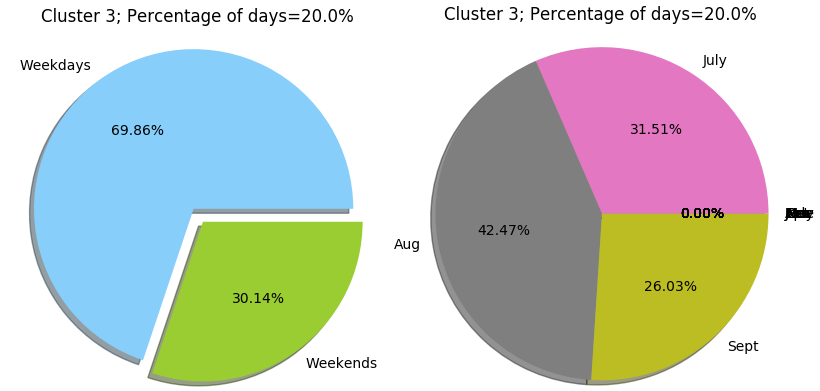 Cluster 3; Percentage of days=20.0%
Weekdays
69.86%
30.14%
Weekends
Cluster 3; Percentage of days=20.0%
July
31.51%
0.00%
Aug
42.47%
26.03%
Sept